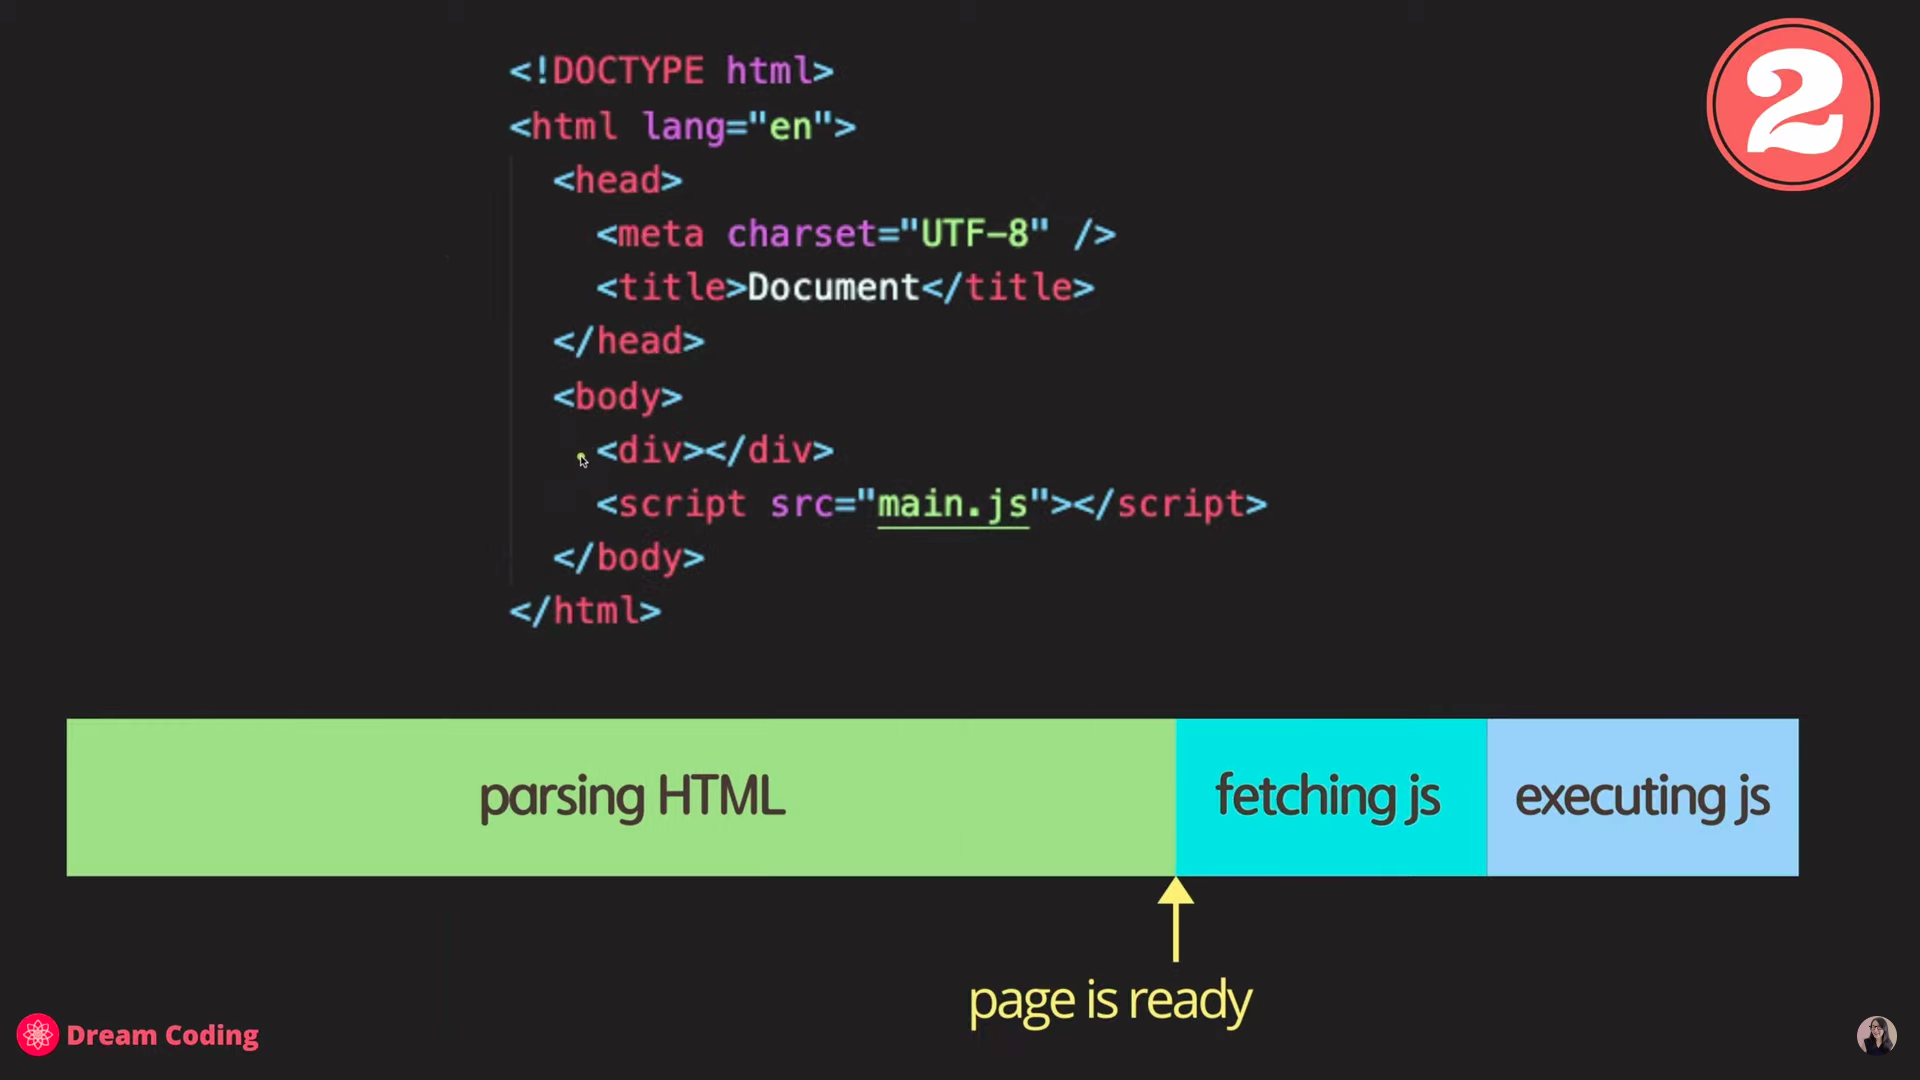 2
<!DOCTYPE html>
<html lang="en">
<head>
<meta charset="UTF-8" />
<title>Document</title>
</head>
<body>
<div></div>
<script src="main.js"></script>
</body>
</html>
parsing HTML
fetching js
executing js
page is ready
Dream Coding